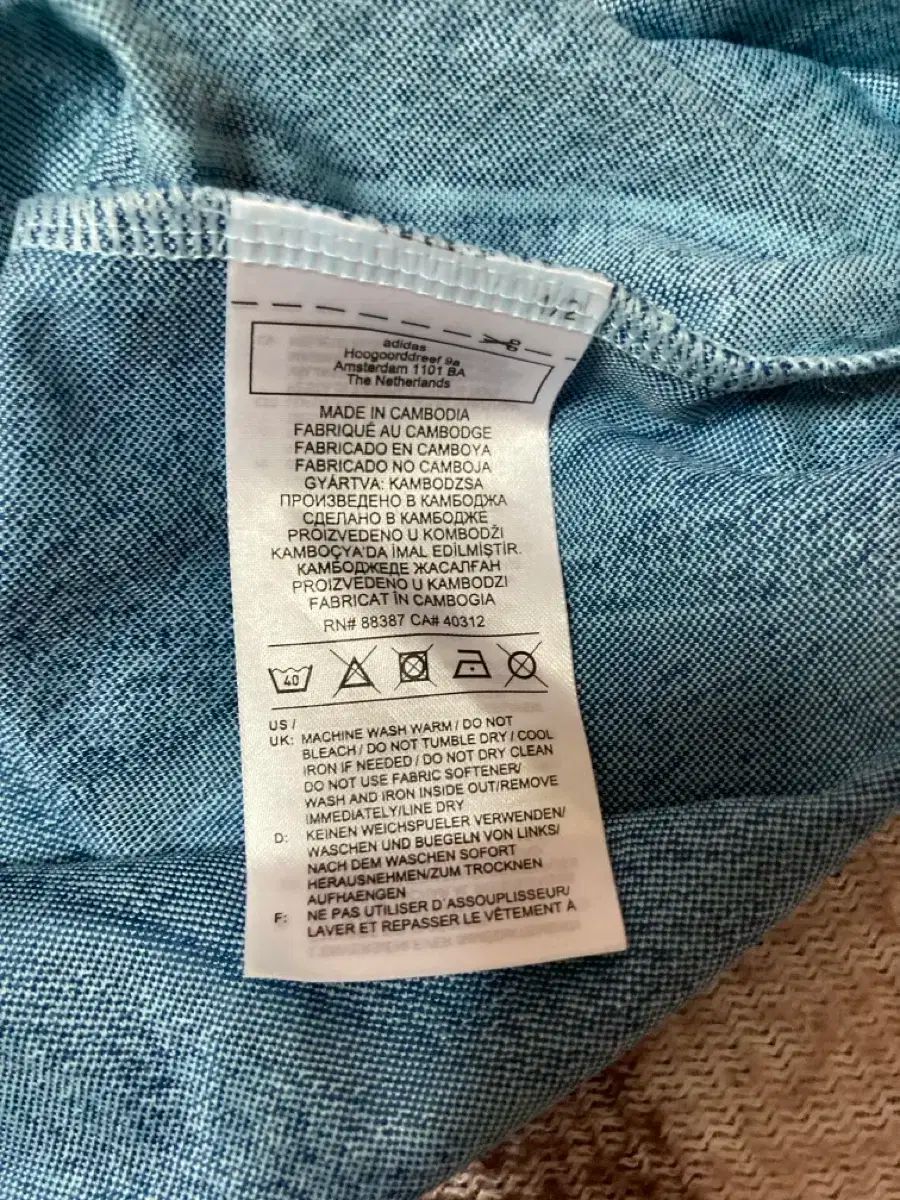 adidas
Hoogoorddreef 9a
Amsterdam 1101 BA
The Netherlands
MADE IN CAMBODIA
FABRIQUÉ AU CAMBODGE
FABRICADO EN CAMBOYA
FABRICADO NO CAMBOJA
GYÁRTVA: KAMBODZSA
ПРОИЗВЕДЕНО В КАМБОДЖА
СДЕЛАНО В КАМБОДЖЕ
PROIZVEDENO U KOMBODŽI
KAMBOÇYA'DA İMAL EDİLMİŞTİR.
КАМБОДЖЕДЕ ЖАСАЛҒАН
PROIZVEDENO U KAMBODZI
FABRICAT ÎN CAMBOGIA
RN# 88387 CA# 40312
40
US /
UK: MACHINE WASH WARM / DO NOT
BLEACH / DO NOT TUMBLE DRY / COOL
IRON IF NEEDED / DO NOT DRY CLEAN
DO NOT USE FABRIC SOFTENER/
WASH AND IRON INSIDE OUT/REMOVE
IMMEDIATELY/LINE DRY
D: KEINEN WEICHSPUELER VERWENDEN/
WASCHEN UND BUEGELN VON LINKS/
NACH DEM WASCHEN SOFORT
HERAUSNEHMEN/ZUM TROCKNEN
AUFHAENGEN
F: NE PAS UTILISER D'ASSOUPLISSEUR/
LAVER ET REPASSER LE VÊTEMENT A